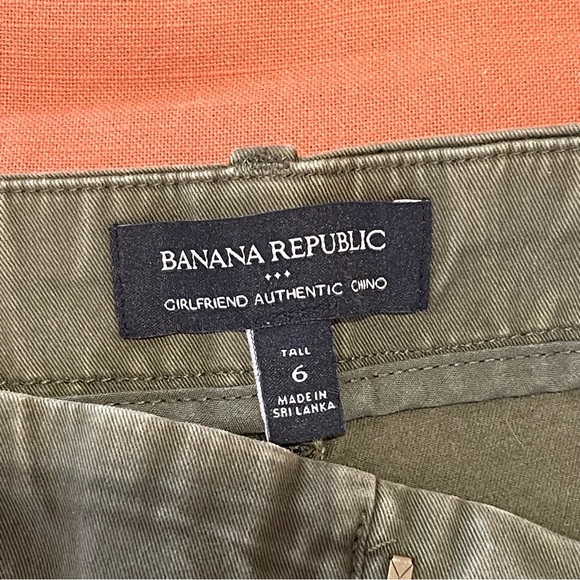 BANANA REPUBLIC
GIRLFRIEND AUTHENTIC CHINO
TALL
6
MADE IN
SRI LANKA